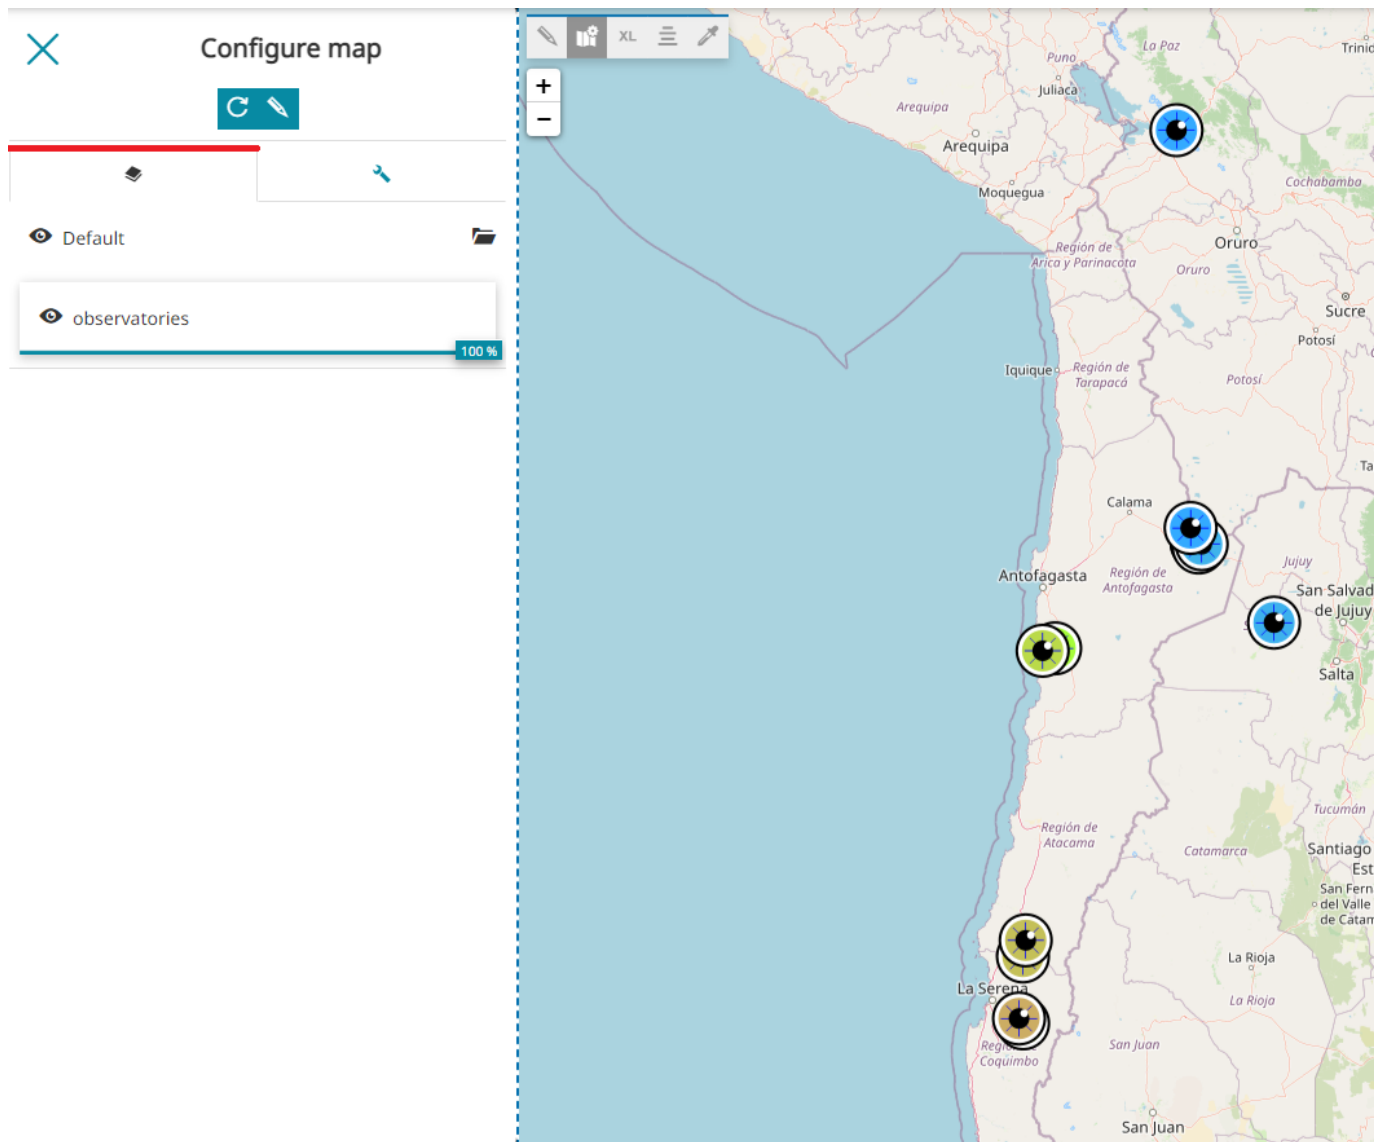 Configure map
Default
observatories
100 %
XL
+
−
La Paz
Puno
Juliaca
Arequipa
Arequipa
Moquegua
Cochabamba
Región de
Arica y Parinacota
Oruro
Oruro
Sucre
Potosí
Iquique
Región de
Tarapacá
Potosí
Calama
Antofagasta
Región de
Antofagasta
Jujuy
San Salvad
de Jujuy
Salta
Región de
Atacama
Tucumán
Catamarca
Santiago
Est
San Fern
del Valle
de Catam
La Rioja
La Serena
La Rioja
Coquimbo
San Juan
San Juan